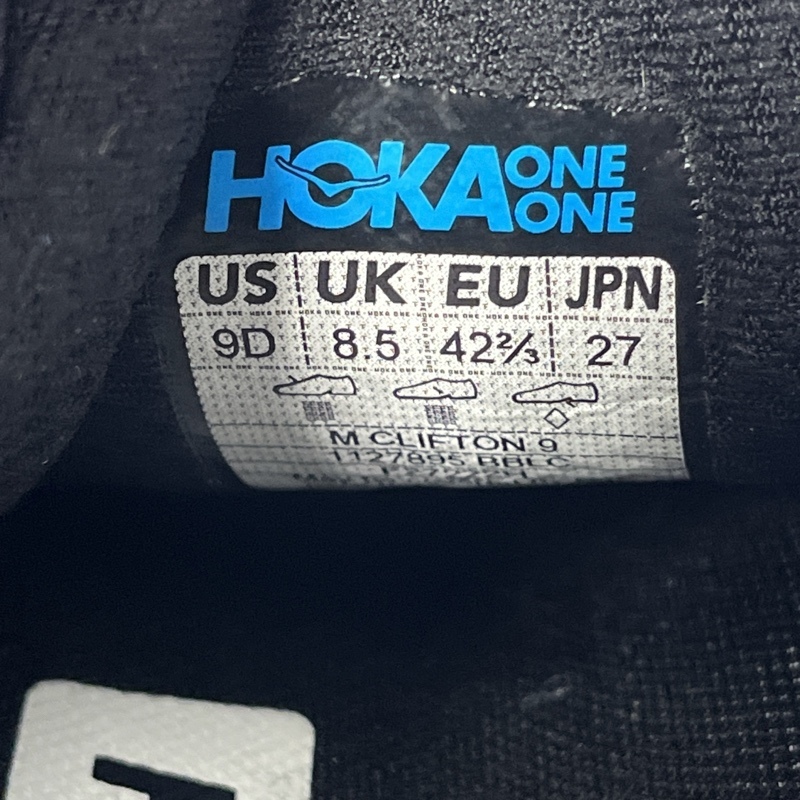 HOKA ONE ONE
US UK EU JPN
9D 8.5 42⅔ 27
M CLIFTON 9
1127895 BBLC